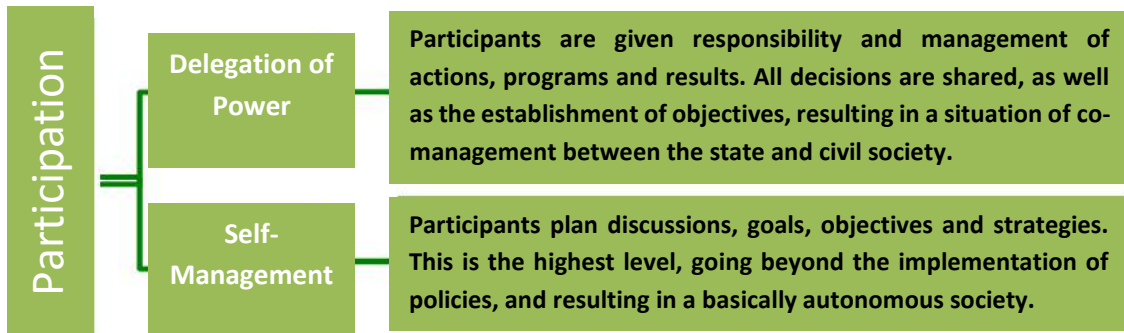 Participation
Delegation of
Power
Participants are given responsibility and management of
actions, programs and results. All decisions are shared, as well
as the establishment of objectives, resulting in a situation of co-
management between the state and civil society.
Self-
Management
Participants plan discussions, goals, objectives and strategies.
This is the highest level, going beyond the implementation of
policies, and resulting in a basically autonomous society.